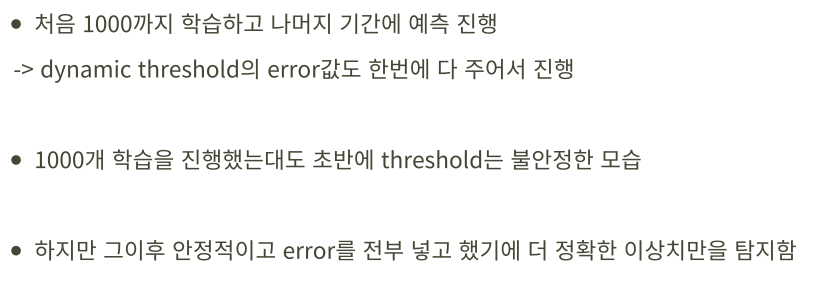 ● 처음 1000까지 학습하고 나머지 기간에 예측 진행
-> dynamic threshold의 error값도 한번에 다 주어서 진행
● 1000개 학습을 진행했는대도 초반에 threshold는 불안정한 모습
● 하지만 그이후 안정적이고 error를 전부 넣고 했기에 더 정확한 이상치만을 탐지함